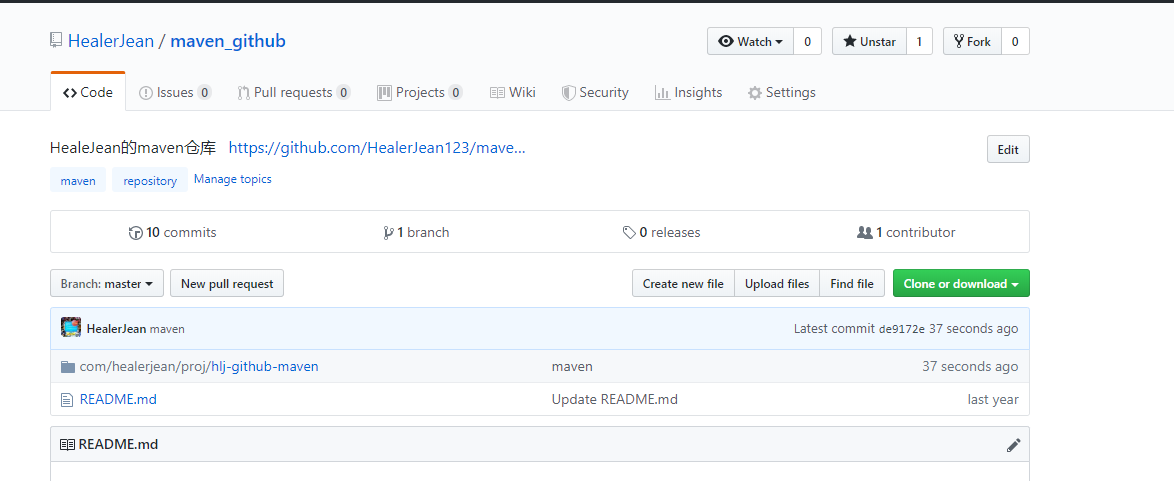 HealerJean / maven_github
Watch 0 Unstar 1 Fork 0
Code Issues 0 Pull requests 0 Projects 0 Wiki Security Insights Settings
HealeJean的maven仓库 https://github.com/HealerJean123/mave...
Edit
maven repository Manage topics
10 commits 1 branch 0 releases 1 contributor
Branch: master New pull request Create new file Upload files Find file Clone or download
HealerJean maven Latest commit de9172e 37 seconds ago
com/healerjean/proj/hlj-github-maven maven 37 seconds ago
README.md Update README.md last year
README.md